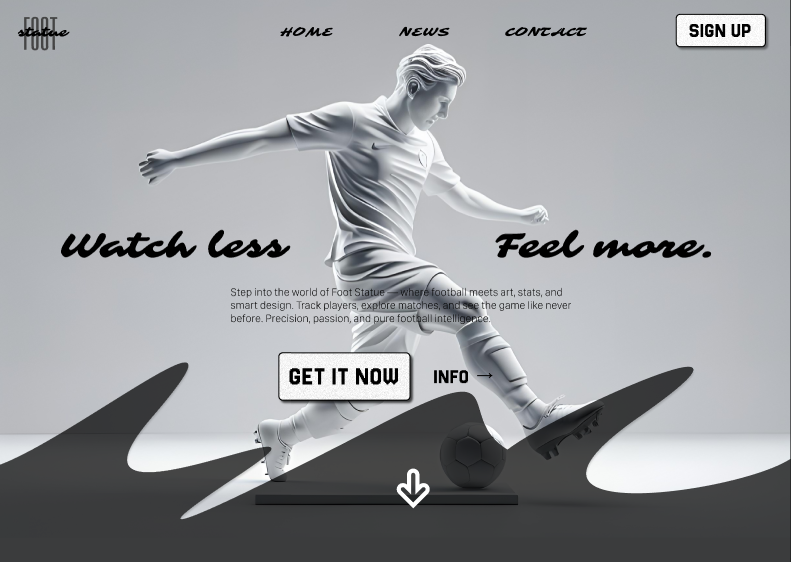 FOOT
statue
HOME NEWS CONTACT
SIGN UP
Watch less Feel more.
Step into the world of Foot Statue — where football meets art, stats, and
smart design. Track players, explore matches, and see the game like never
before. Precision, passion, and pure football intelligence.
GET IT NOW
INFO →